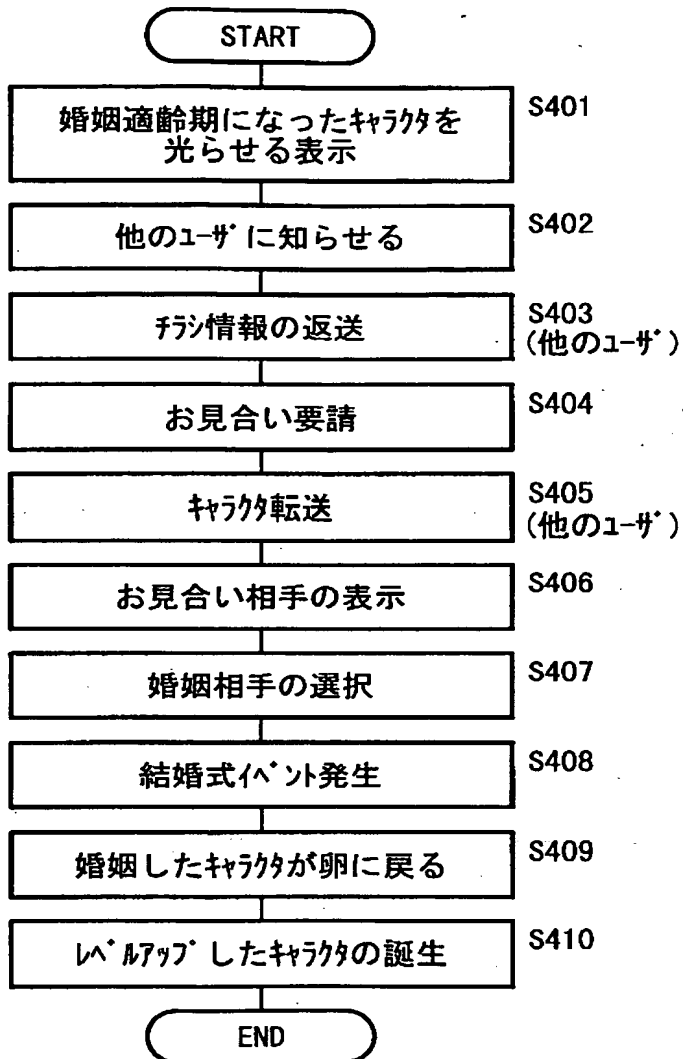 START
婚姻適齢期になったｷｬﾗｸﾀを
光らせる表示
S401
他のﾕｰｻﾞに知らせる
S402
ﾁﾗｼ情報の返送
S403
(他のﾕｰｻﾞ)
お見合い要請
S404
ｷｬﾗｸﾀ転送
S405
(他のﾕｰｻﾞ)
お見合い相手の表示
S406
婚姻相手の選択
S407
結婚式ｲﾍﾞﾝﾄ発生
S408
婚姻したｷｬﾗｸﾀが卵に戻る
S409
ﾚﾍﾞﾙｱｯﾌﾟしたｷｬﾗｸﾀの誕生
S410
END